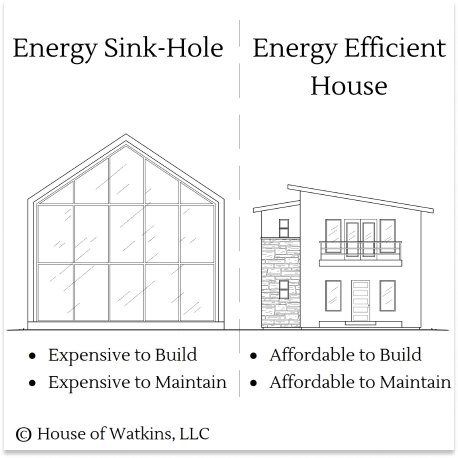 Energy Sink-Hole
Energy Efficient
House
• Expensive to Build
• Expensive to Maintain
• Affordable to Build
• Affordable to Maintain
© House of Watkins, LLC